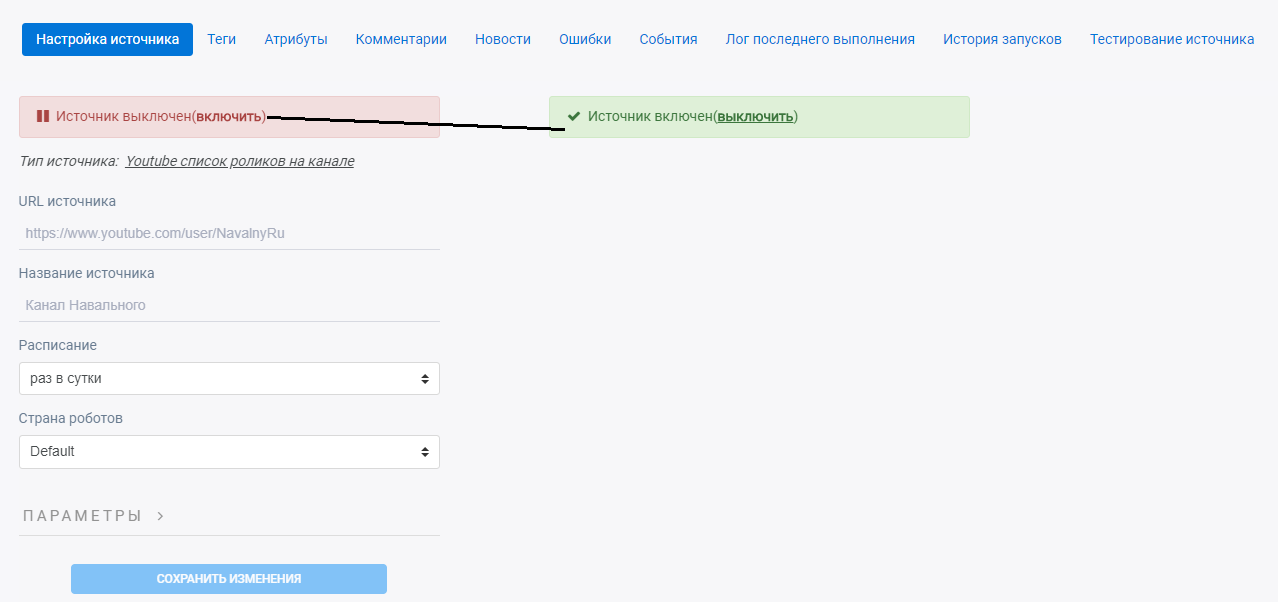 Настройка источника Теги Атрибуты Комментарии Новости Ошибки События Лог последнего выполнения История запусков Тестирование источника
Источник выключен(включить) Источник включен(выключить)
Тип источника: Youtube список роликов на канале
URL источника
https://www.youtube.com/user/NavalnyRu
Название источника
Канал Навального
Расписание
раз в сутки
Страна роботов
Default
ПАРАМЕТРЫ
СОХРАНИТЬ ИЗМЕНЕНИЯ